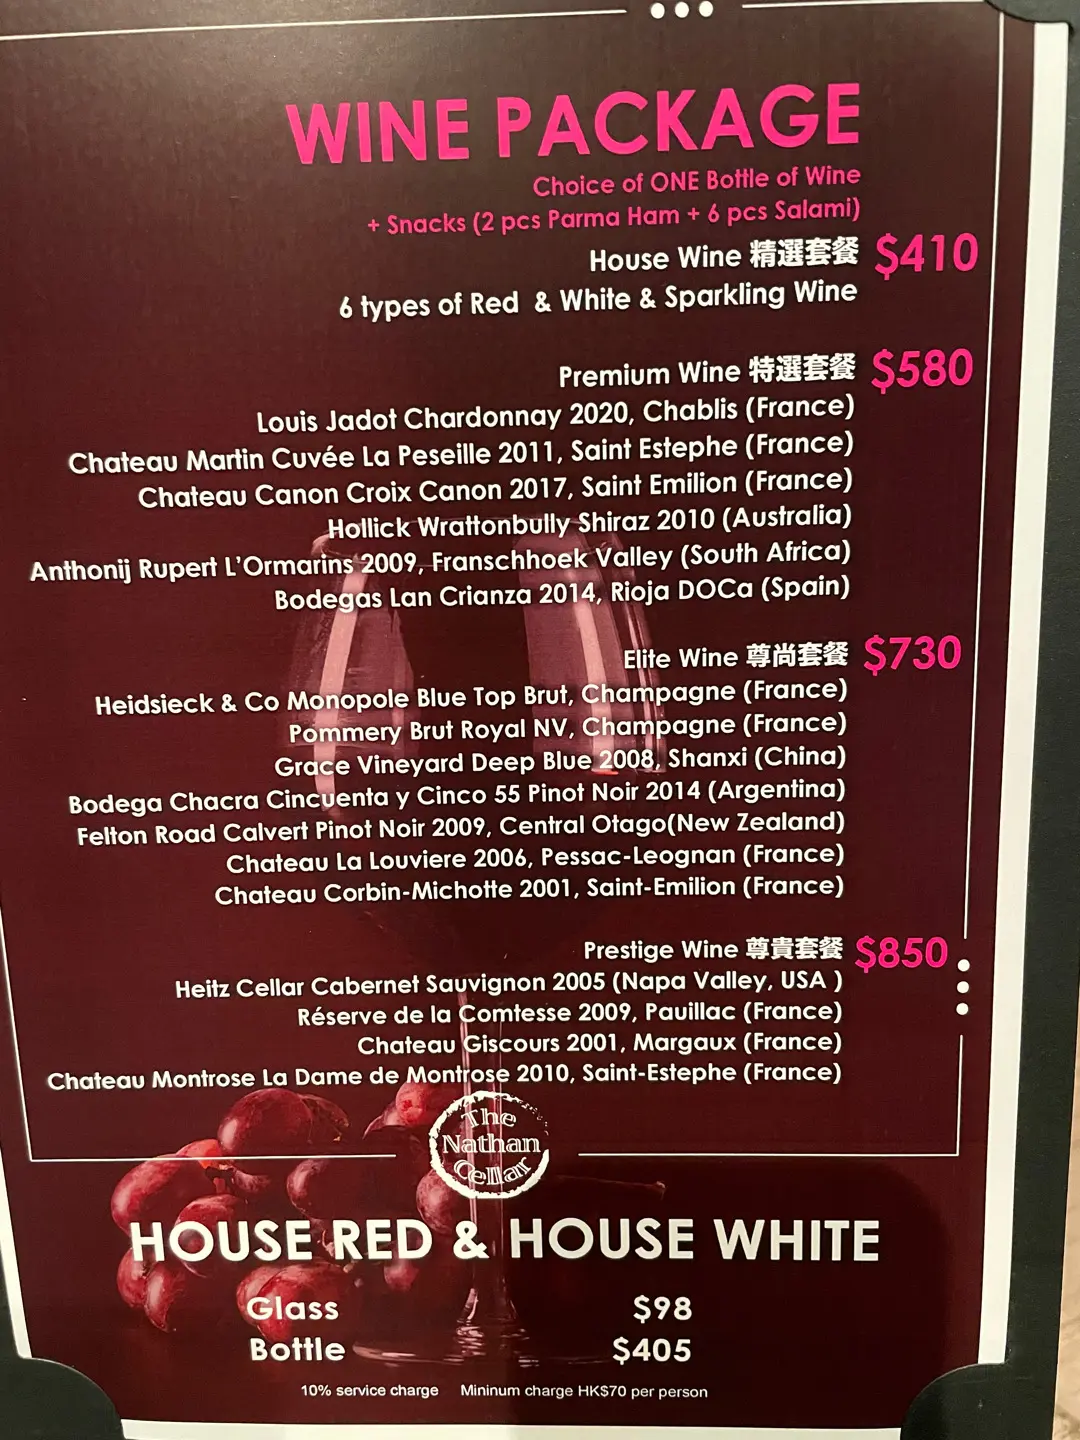 WINE PACKAGE
Choice of ONE Bottle of Wine
+ Snacks (2 pcs Parma Ham + 6 pcs Salami)
House Wine 精選套餐 $410
6 types of Red & White & Sparkling Wine
Premium Wine 特選套餐 $580
Louis Jadot Chardonnay 2020, Chablis (France)
Chateau Martin Cuvée La Peseille 2011, Saint Estephe (France)
Chateau Canon Croix Canon 2017, Saint Emilion (France)
Hollick Wrattonbully Shiraz 2010 (Australia)
Anthonij Rupert L'Ormarins 2009, Franschhoek Valley (South Africa)
Bodegas Lan Crianza 2014, Rioja DOCa (Spain)
Elite Wine 尊尚套餐 $730
Heidsieck & Co Monopole Blue Top Brut, Champagne (France)
Pommery Brut Royal NV, Champagne (France)
Grace Vineyard Deep Blue 2008, Shanxi (China)
Bodega Chacra Cincuenta y Cinco 55 Pinot Noir 2014 (Argentina)
Felton Road Calvert Pinot Noir 2009, Central Otago(New Zealand)
Chateau La Louviere 2006, Pessac-Leognan (France)
Chateau Corbin-Michotte 2001, Saint-Emilion (France)
Prestige Wine 尊貴套餐 $850
Heitz Cellar Cabernet Sauvignon 2005 (Napa Valley, USA )
Réserve de la Comtesse 2009, Pauillac (France)
Chateau Giscours 2001, Margaux (France)
Chateau Montrose La Dame de Montrose 2010, Saint-Estephe (France)
The
Nathan
Cellar
HOUSE RED & HOUSE WHITE
Glass $98
Bottle $405
10% service charge Mininum charge HK$70 per person